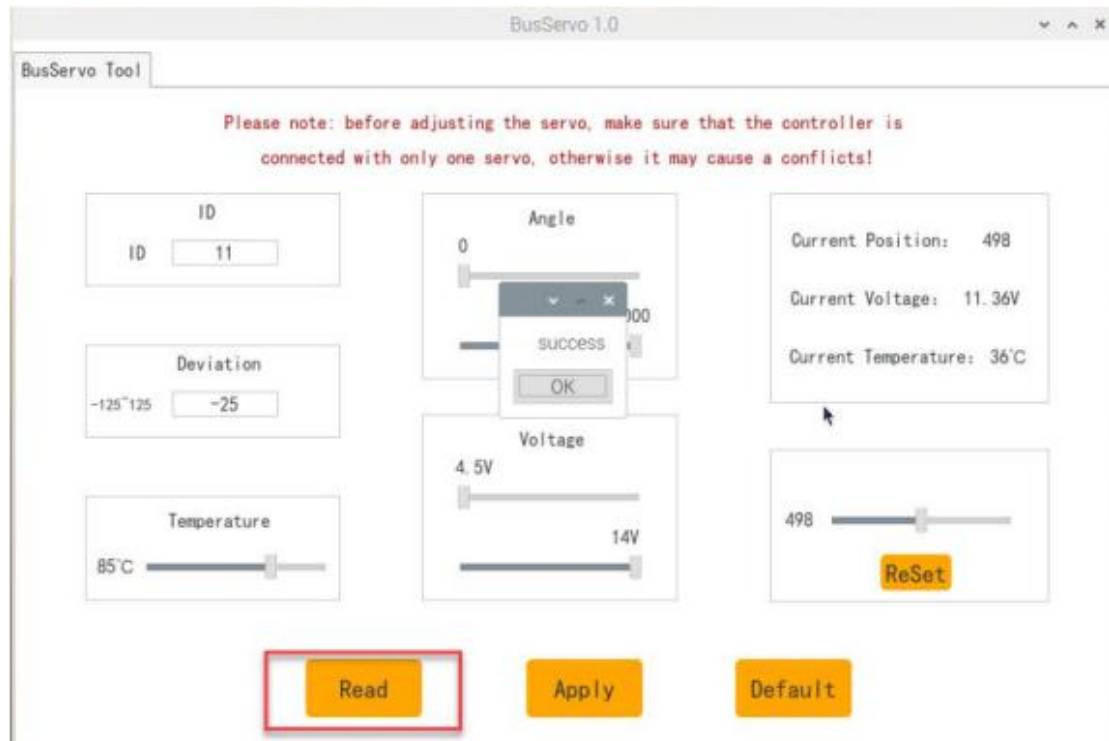 BusServo 1.0
BusServo Tool
Please note: before adjusting the servo, make sure that the controller is
connected with only one servo, otherwise it may cause a conflicts!
ID
ID 11
Deviation
-125~125 -25
Temperature
85℃
Angle
0
000
success
OK
Voltage
4.5V
14V
Current Position: 498
Current Voltage: 11.36V
Current Temperature: 36℃
498
ReSet
Read Apply Default